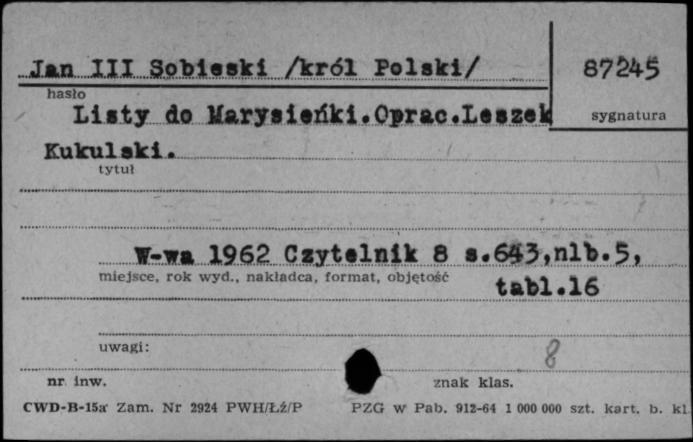 Jan III Sobieski /król Polski/ 87245
hasło
Listy do Marysieńki.Oprac.Leszek sygnatura
Kukulski.
tytuł
W-wa 1962 Czytelnik 8 s.643,nlb.5,
miejsce, rok wyd., nakładca, format, objętość tabl.16
uwagi: 8
nr inw. znak klas.
CWD-B-15a Zam. Nr 2924 PWH/Łź/P PZG w Pab. 912-64 1 000 000 szt. kart. b. kl.